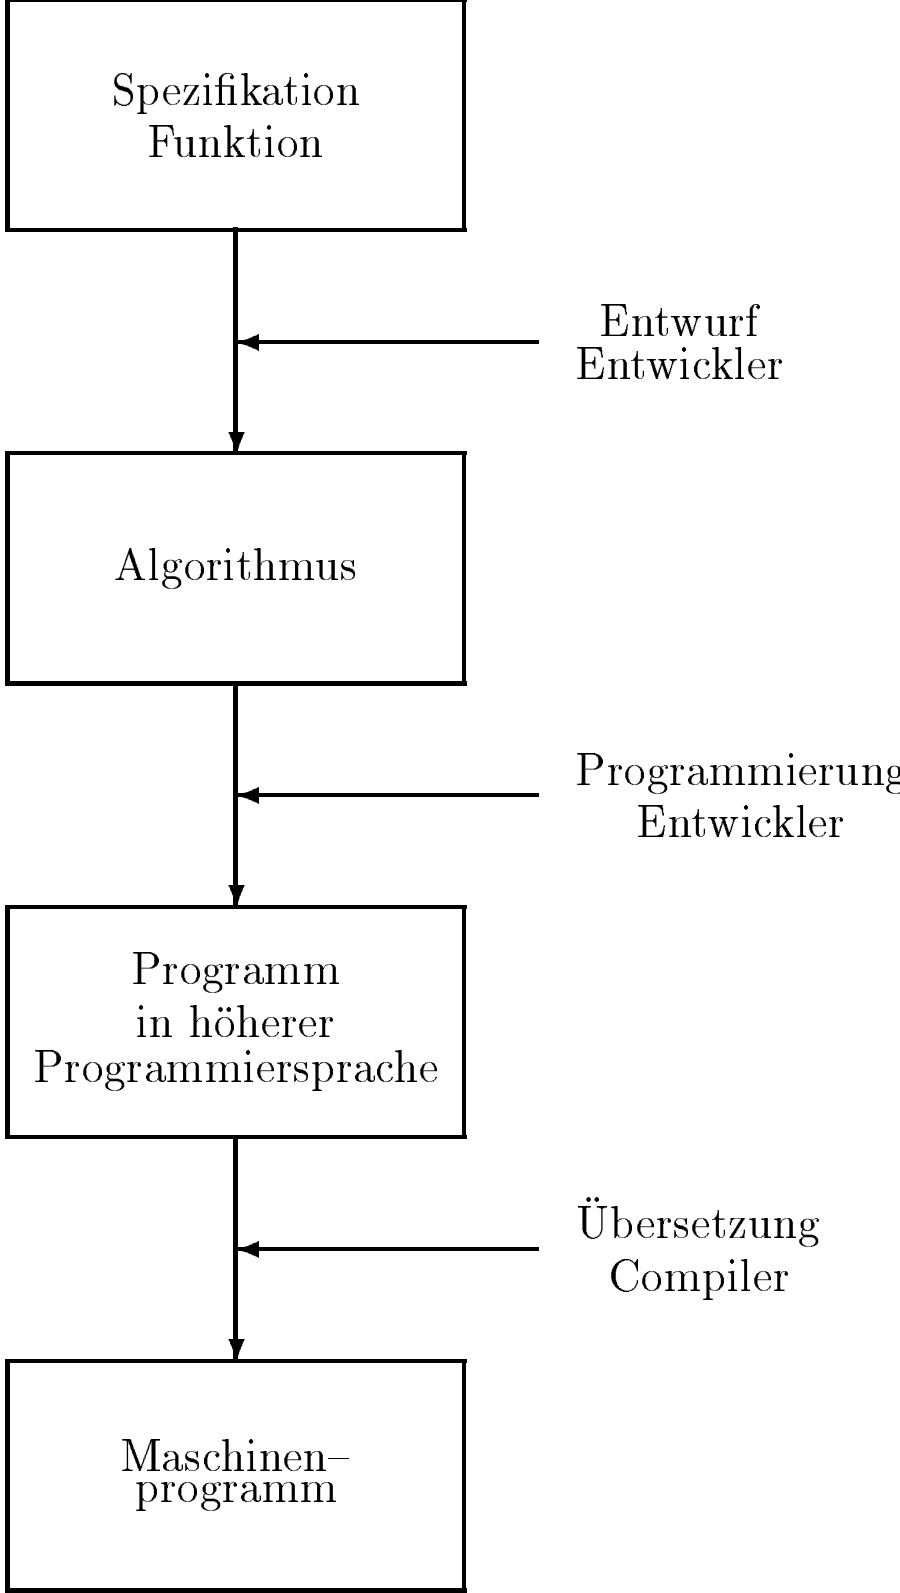 Spezifikation
Funktion
Entwurf
Entwickler
Algorithmus
Programmierung
Entwickler
Programm
in höherer
Programmiersprache
Übersetzung
Compiler
Maschinen–
programm